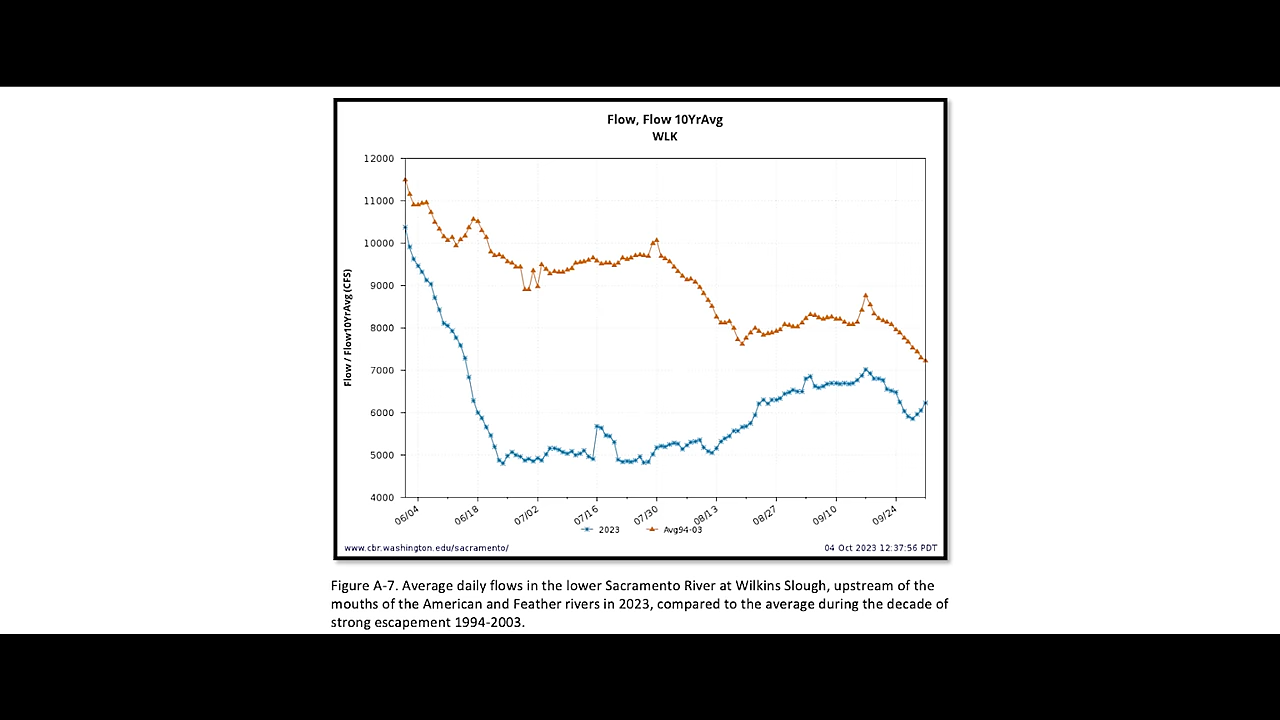 Flow, Flow 10YrAvg
WLK
Flow / Flow10YrAvg (CFS)
12000
11000
10000
9000
8000
7000
6000
5000
4000
06/04 06/18 07/02 07/16 07/30 08/13 08/27 09/10 09/24
2023 Avg94-03
www.cbr.washington.edu/sacramento/ 04 Oct 2023 12:37:56 PDT
Figure A-7. Average daily flows in the lower Sacramento River at Wilkins Slough, upstream of the
mouths of the American and Feather rivers in 2023, compared to the average during the decade of
strong escapement 1994-2003.